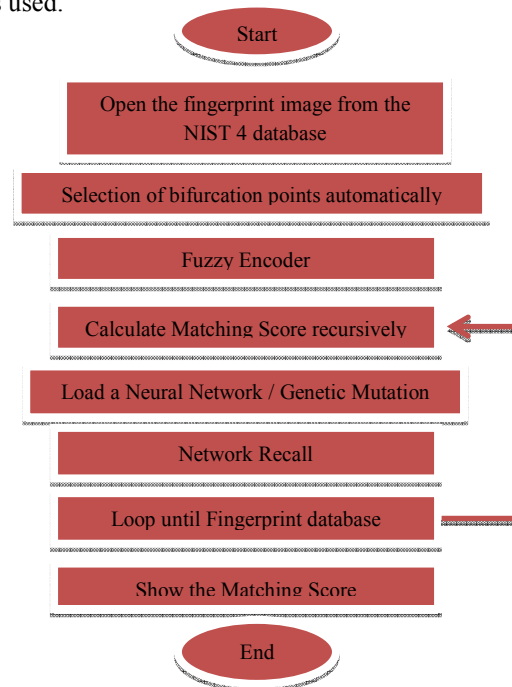 s used.
Start
Open the fingerprint image from the
NIST 4 database
Selection of bifurcation points automatically
Fuzzy Encoder
Calculate Matching Score recursively
Load a Neural Network / Genetic Mutation
Network Recall
Loop until Fingerprint database
Show the Matching Score
End